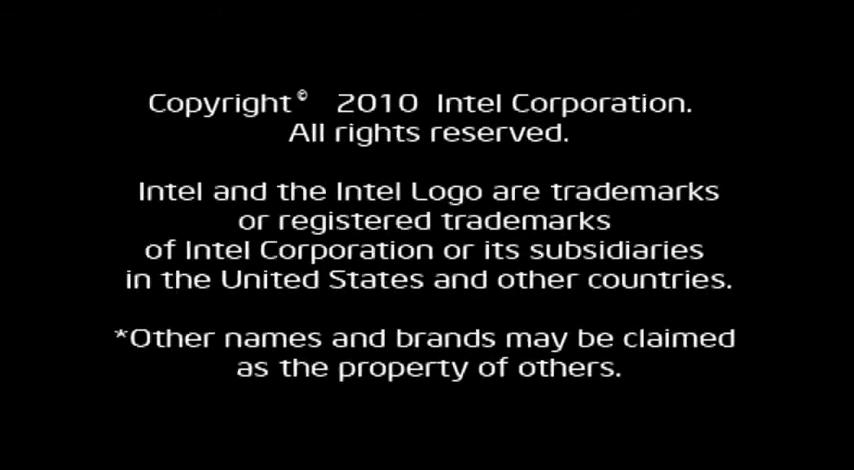 Copyright© 2010 Intel Corporation.
All rights reserved.
Intel and the Intel Logo are trademarks
or registered trademarks
of Intel Corporation or its subsidiaries
in the United States and other countries.
*Other names and brands may be claimed
as the property of others.